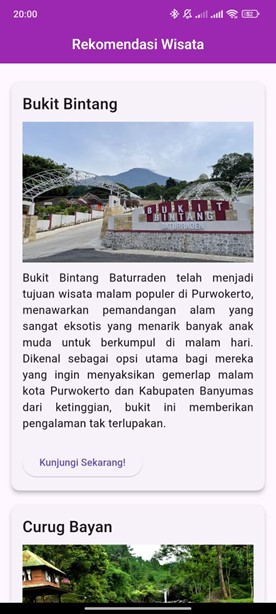 20:00
Rekomendasi Wisata
Bukit Bintang
BUKIT
BINTANG
BATURRADEN
Bukit Bintang Baturraden telah menjadi
tujuan wisata malam populer di Purwokerto,
menawarkan pemandangan alam yang
sangat eksotis yang menarik banyak anak
muda untuk berkumpul di malam hari.
Dikenal sebagai opsi utama bagi mereka
yang ingin menyaksikan gemerlap malam
kota Purwokerto dan Kabupaten Banyumas
dari ketinggian, bukit ini memberikan
pengalaman tak terlupakan.
Kunjungi Sekarang!
Curug Bayan